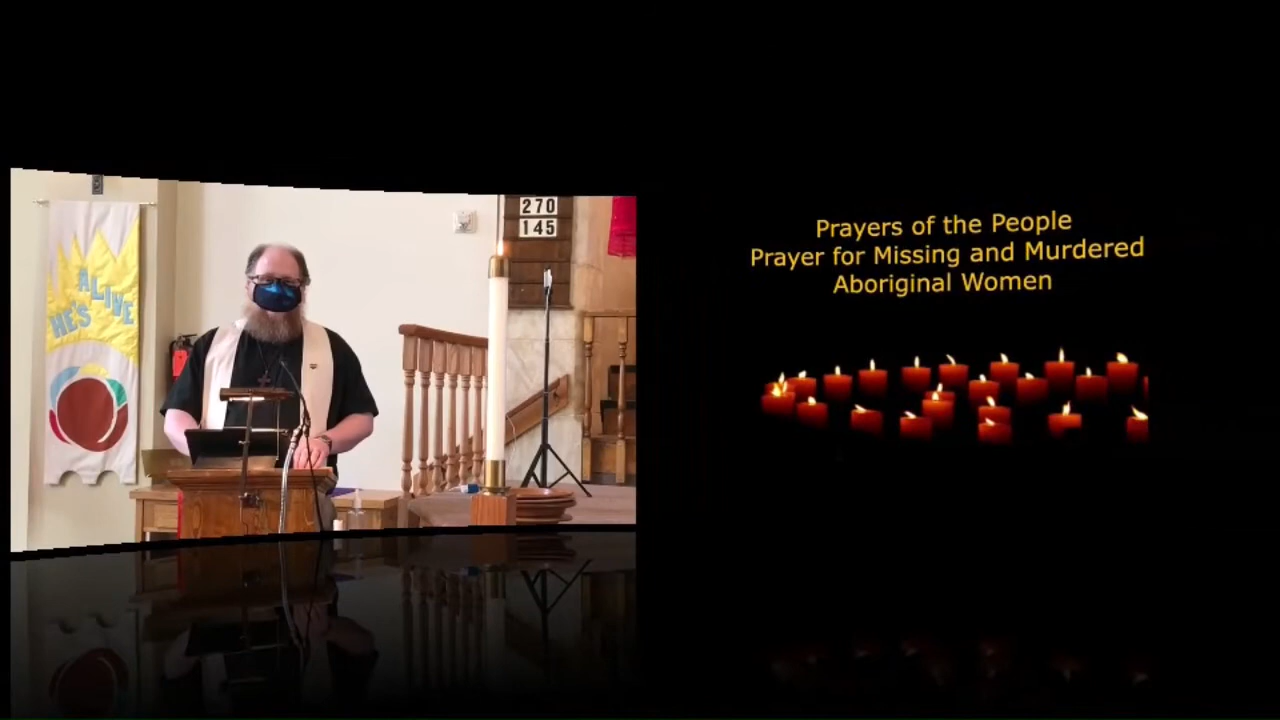 HE'S
ALIVE
270
145
Prayers of the People
Prayer for Missing and Murdered
Aboriginal Women